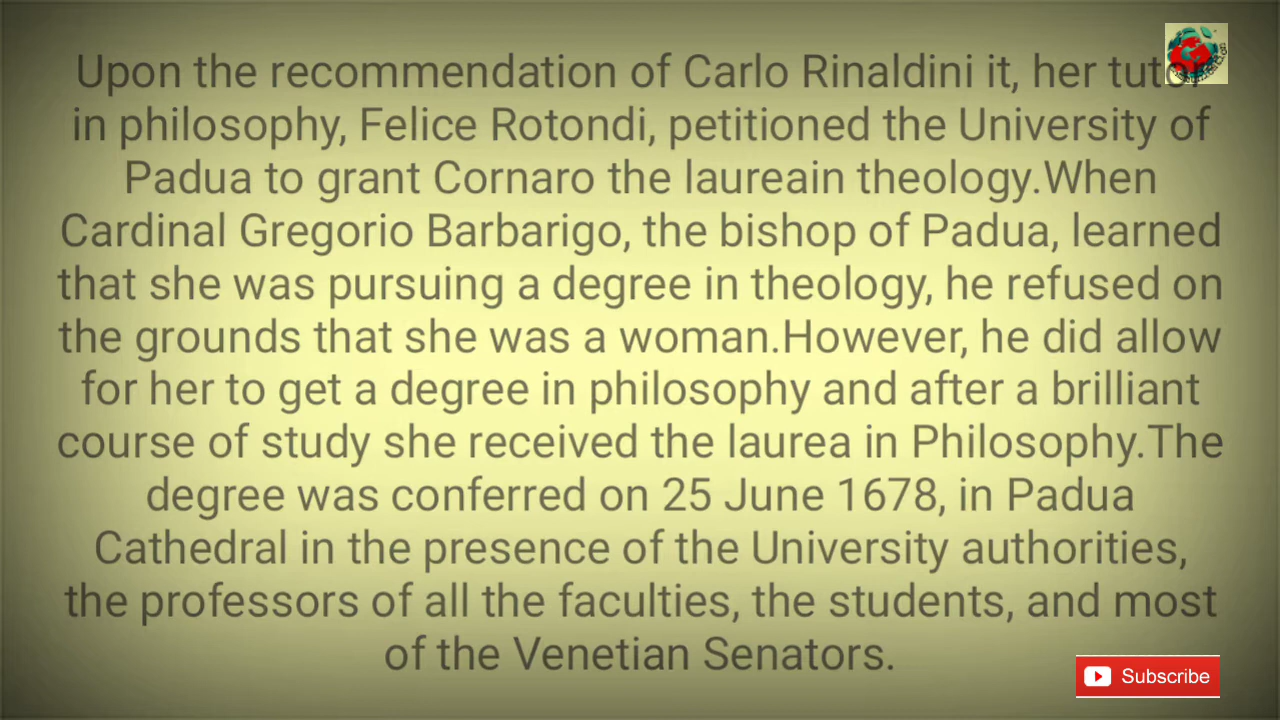 Upon the recommendation of Carlo Rinaldini it, her tutor
in philosophy, Felice Rotondi, petitioned the University of
Padua to grant Cornaro the laureain theology.When
Cardinal Gregorio Barbarigo, the bishop of Padua, learned
that she was pursuing a degree in theology, he refused on
the grounds that she was a woman.However, he did allow
for her to get a degree in philosophy and after a brilliant
course of study she received the laurea in Philosophy.The
degree was conferred on 25 June 1678, in Padua
Cathedral in the presence of the University authorities,
the professors of all the faculties, the students, and most
of the Venetian Senators.
Subscribe